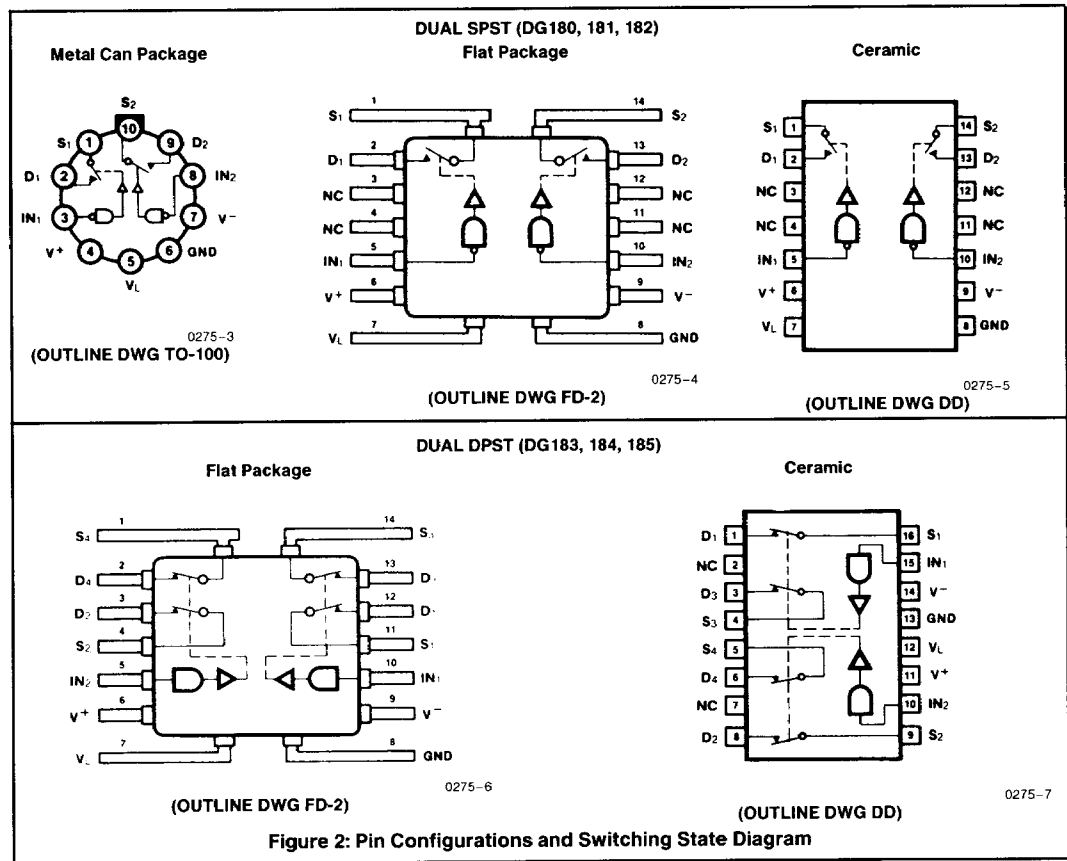 DUAL SPST (DG180, 181, 182)
Metal Can Package
S₂
10
S₁ 1
9 D₂
D₁ 2
8 IN₂
IN₁ 3
7 V⁻
V⁺ 4
6 GND
5
V_L
0275-3
(OUTLINE DWG TO-100)
Flat Package
1 14
S₁ S₂
2 13
D₁ D₂
3 12
NC NC
4 11
NC NC
5 10
IN₁ IN₂
6 9
V⁺ V⁻
7 8
V_L GND
0275-4
(OUTLINE DWG FD-2)
Ceramic
S₁ 1 14 S₂
D₁ 2 13 D₂
NC 3 12 NC
NC 4 11 NC
IN₁ 5 10 IN₂
V⁺ 6 9 V⁻
V_L 7 8 GND
0275-5
(OUTLINE DWG DD)
DUAL DPST (DG183, 184, 185)
Flat Package
1 14
S₄ S₃
2 13
D₄
3 12
D₂
4 11
S₂ S₁
5 10
IN₂ IN₁
6 9
V⁺ V⁻
7 8
V_L GND
0275-6
(OUTLINE DWG FD-2)
Ceramic
D₁ 1 16 S₁
NC 2 15 IN₁
D₃ 3 14 V⁻
S₃ 4 13 GND
S₄ 5 12 V_L
D₄ 6 11 V⁺
NC 7 10 IN₂
D₂ 8 9 S₂
0275-7
(OUTLINE DWG DD)
Figure 2: Pin Configurations and Switching State Diagram